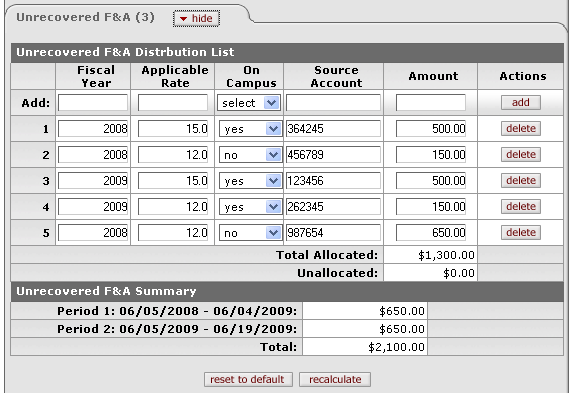 Unrecovered F&A (3) hide
Unrecovered F&A Distrbution List
Fiscal Year Applicable Rate On Campus Source Account Amount Actions
Add: select add
1 2008 15.0 yes 364245 500.00 delete
2 2008 12.0 no 456789 150.00 delete
3 2009 15.0 yes 123456 500.00 delete
4 2009 12.0 yes 262345 150.00 delete
5 2008 12.0 no 987654 650.00 delete
Total Allocated: $1,300.00
Unallocated: $0.00
Unrecovered F&A Summary
Period 1: 06/05/2008 - 06/04/2009: $650.00
Period 2: 06/05/2008 - 06/19/2009: $650.00
Total: $2,100.00
reset to default recalculate